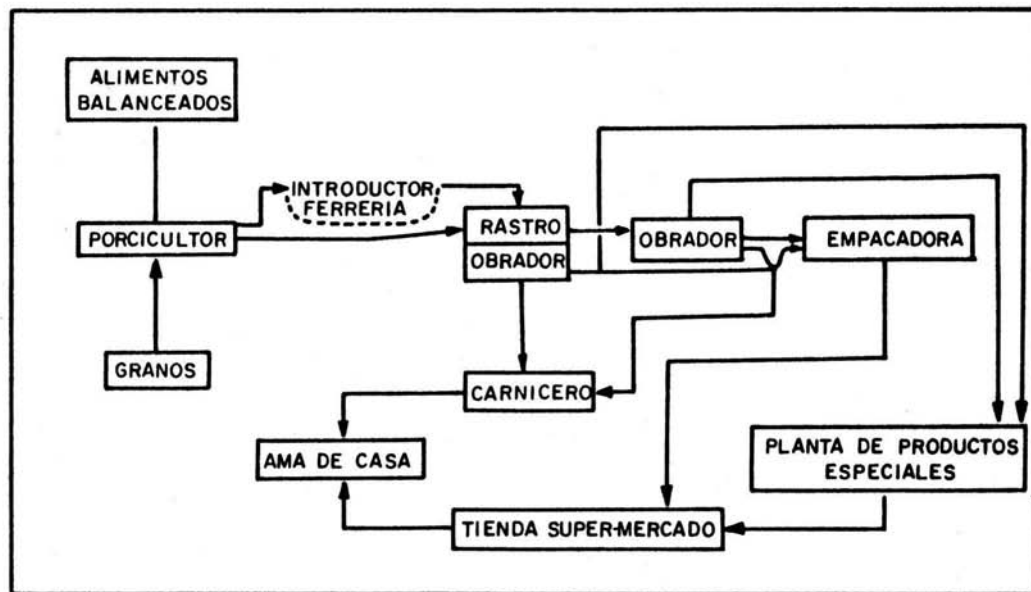 ALIMENTOS
BALANCEADOS
INTRODUCTOR
FERRERIA
PORCICULTOR
RASTRO
OBRADOR
OBRADOR
EMPACADORA
GRANOS
CARNICERO
AMA DE CASA
PLANTA DE PRODUCTOS
ESPECIALES
TIENDA SUPER-MERCADO